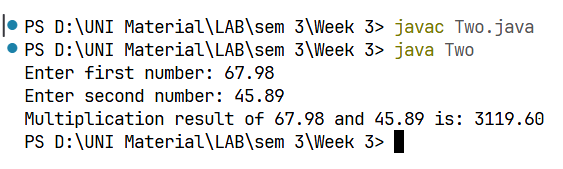 PS D:\UNI Material\LAB\sem 3\Week 3> javac Two.java
PS D:\UNI Material\LAB\sem 3\Week 3> java Two
Enter first number: 67.98
Enter second number: 45.89
Multiplication result of 67.98 and 45.89 is: 3119.60
PS D:\UNI Material\LAB\sem 3\Week 3>